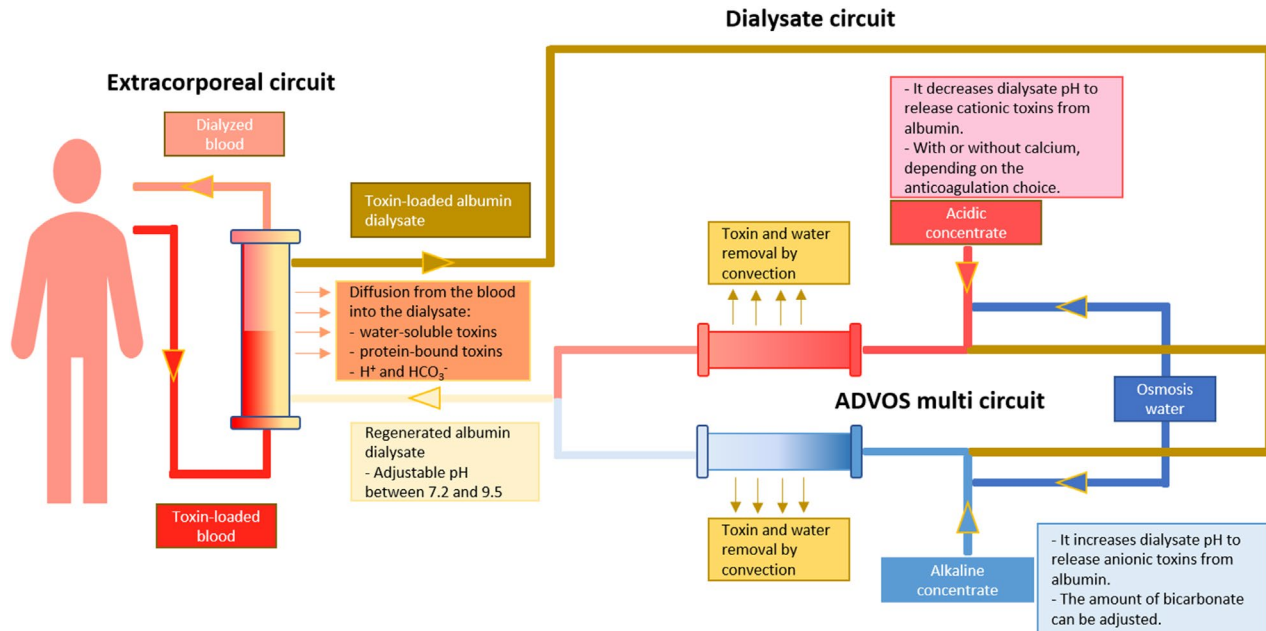 Dialysate circuit
Extracorporeal circuit
Dialyzed
blood
- It decreases dialysate pH to
release cationic toxins from
albumin.
- With or without calcium,
depending on the
anticoagulation choice.
Toxin-loaded albumin
dialysate
Toxin and water
removal by
convection
Acidic
concentrate
Diffusion from the blood
into the dialysate:
- water-soluble toxins
- protein-bound toxins
- H⁺ and HCO₃⁻
ADVOS multi circuit
Osmosis
water
Regenerated albumin
dialysate
- Adjustable pH
between 7.2 and 9.5
Toxin-loaded
blood
Toxin and water
removal by
convection
Alkaline
concentrate
- It increases dialysate pH to
release anionic toxins from
albumin.
- The amount of bicarbonate
can be adjusted.